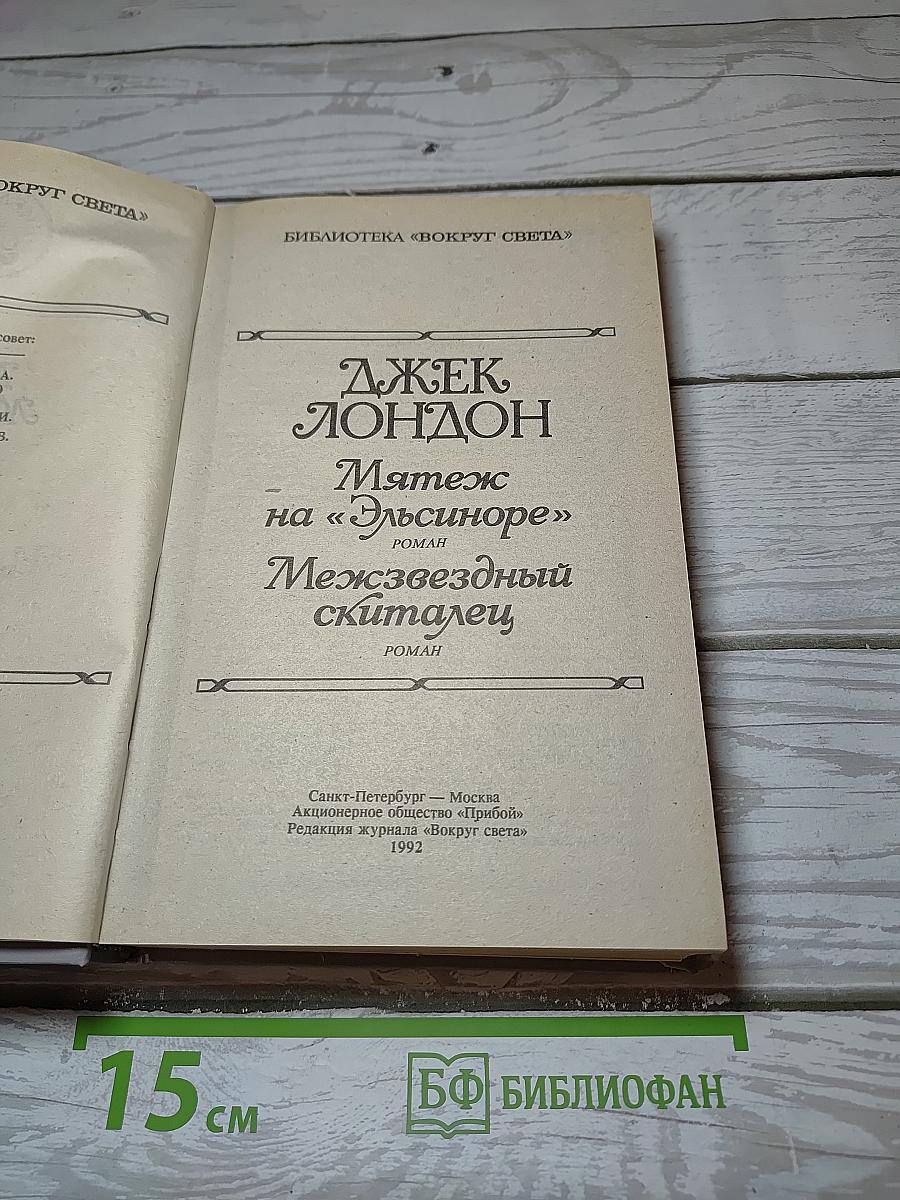 ОКРУГ СВЕТА»
совет:
А.
И.
В.
БИБЛИОТЕКА «ВОКРУГ СВЕТА»
ДЖЕК
ЛОНДОН
Мятеж
на «Эльсиноре»
РОМАН
Межзвездный
скиталец
РОМАН
Санкт-Петербург — Москва
Акционерное общество «Прибой»
Редакция журнала «Вокруг света»
1992
15 см
БФ БИБЛИОФАН